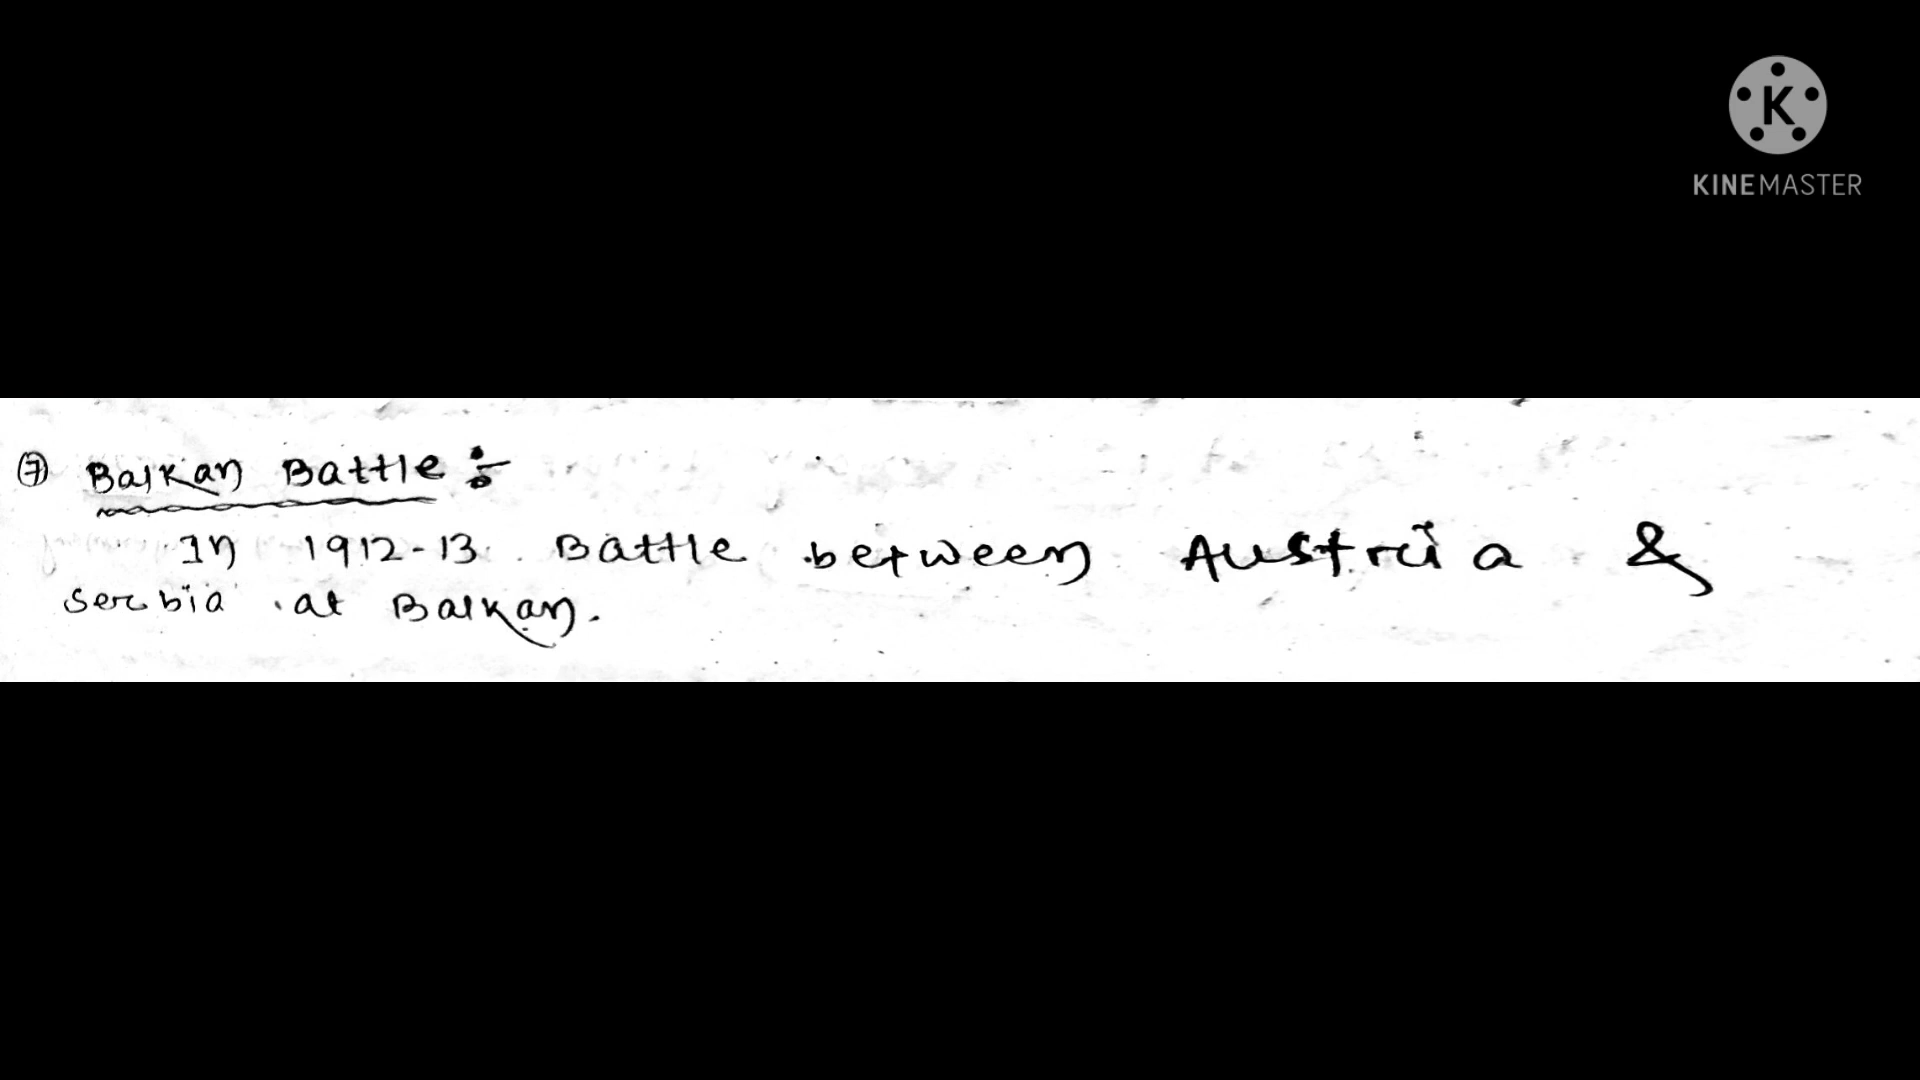 K
KINEMASTER
⑦ Balkan Battle :-
In 1912-13 Battle between Austria &
Serbia at Balkan.